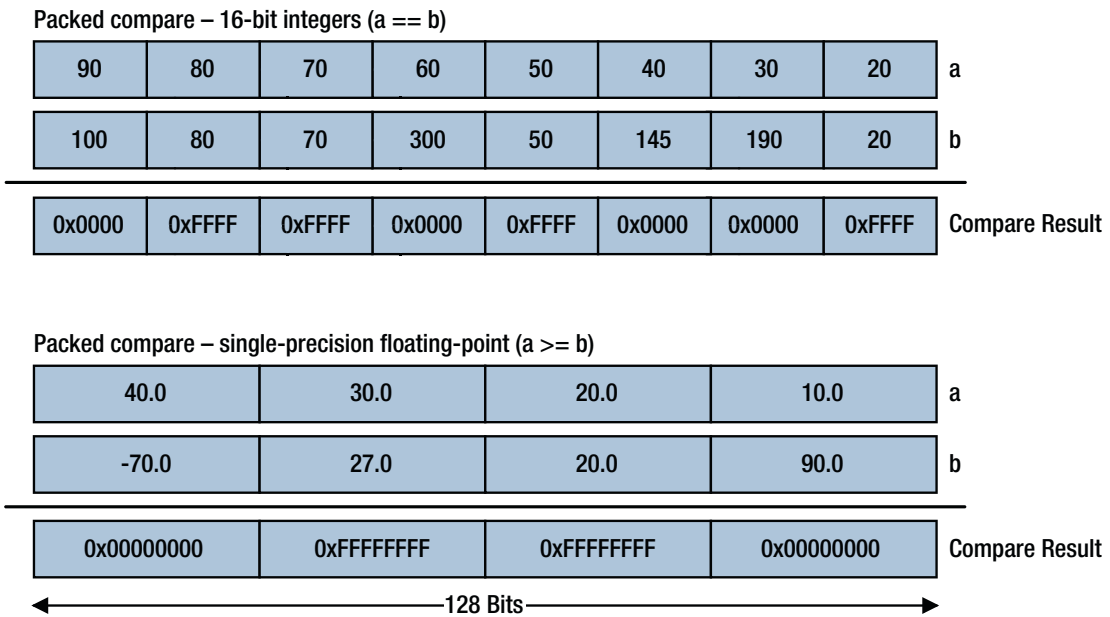 Packed compare – 16-bit integers (a == b)
90 80 70 60 50 40 30 20 a
100 80 70 300 50 145 190 20 b
0x0000 0xFFFF 0xFFFF 0x0000 0xFFFF 0x0000 0x0000 0xFFFF Compare Result
Packed compare – single-precision floating-point (a >= b)
40.0 30.0 20.0 10.0 a
-70.0 27.0 20.0 90.0 b
0x00000000 0xFFFFFFFF 0xFFFFFFFF 0x00000000 Compare Result
128 Bits